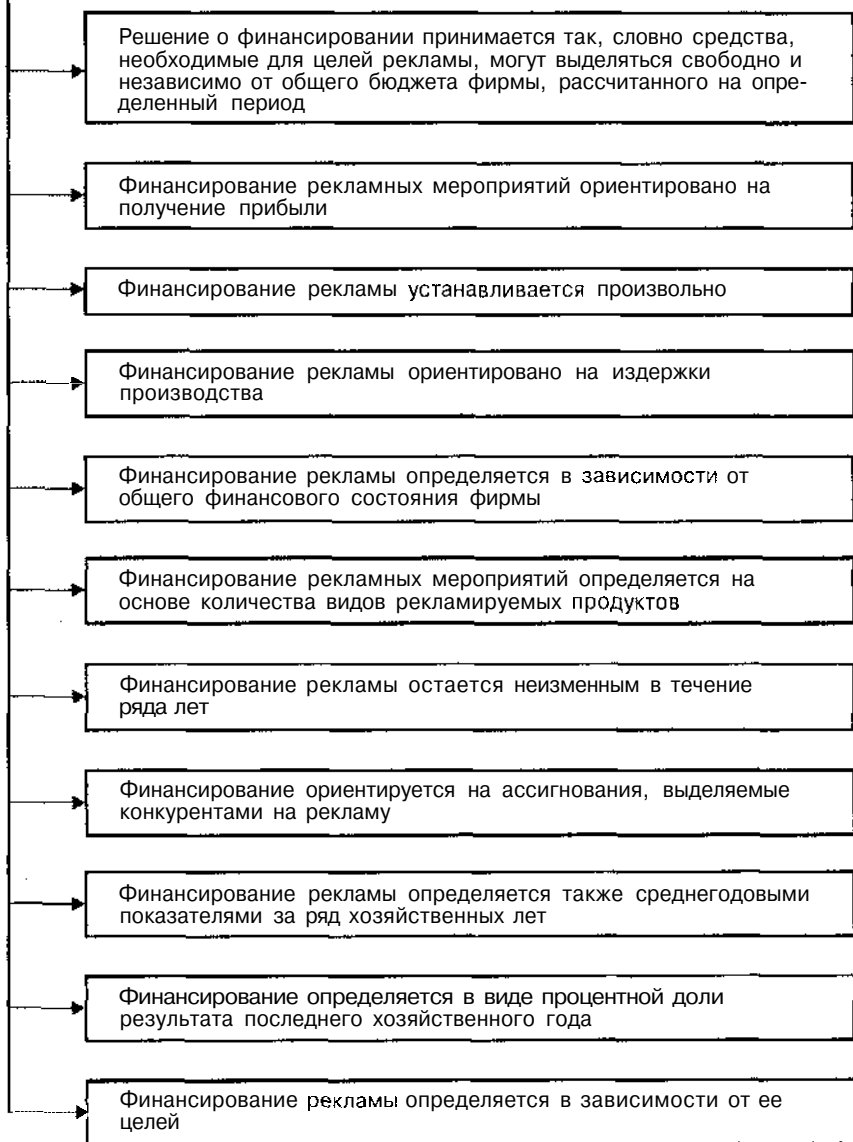 Решение о финансировании принимается так, словно средства,
необходимые для целей рекламы, могут выделяться свободно и
независимо от общего бюджета фирмы, рассчитанного на опре-
деленный период
Финансирование рекламных мероприятий ориентировано на
получение прибыли
Финансирование рекламы устанавливается произвольно
Финансирование рекламы ориентировано на издержки
производства
Финансирование рекламы определяется в зависимости от
общего финансового состояния фирмы
Финансирование рекламных мероприятий определяется на
основе количества видов рекламируемых продуктов
Финансирование рекламы остается неизменным в течение
ряда лет
Финансирование ориентируется на ассигнования, выделяемые
конкурентами на рекламу
Финансирование рекламы определяется также среднегодовыми
показателями за ряд хозяйственных лет
Финансирование определяется в виде процентной доли
результата последнего хозяйственного года
Финансирование рекламы определяется в зависимости от ее
целей